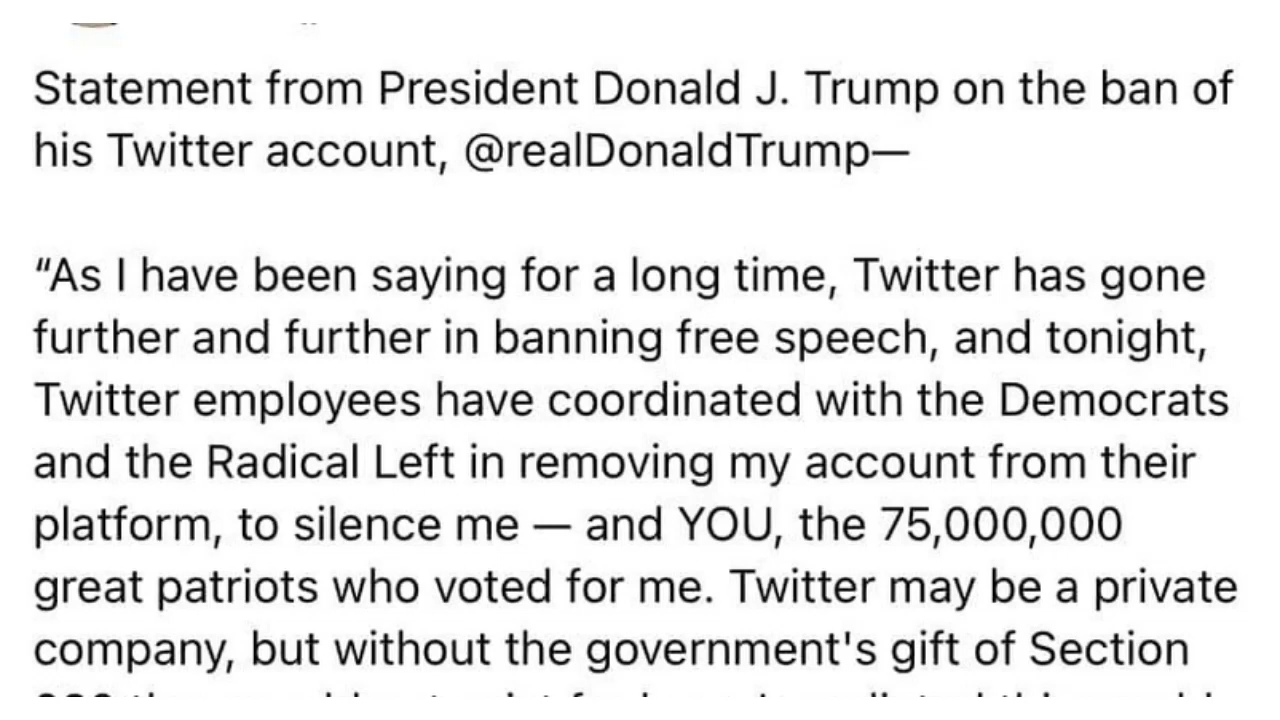 Statement from President Donald J. Trump on the ban of
his Twitter account, @realDonaldTrump—
“As I have been saying for a long time, Twitter has gone
further and further in banning free speech, and tonight,
Twitter employees have coordinated with the Democrats
and the Radical Left in removing my account from their
platform, to silence me — and YOU, the 75,000,000
great patriots who voted for me. Twitter may be a private
company, but without the government's gift of Section